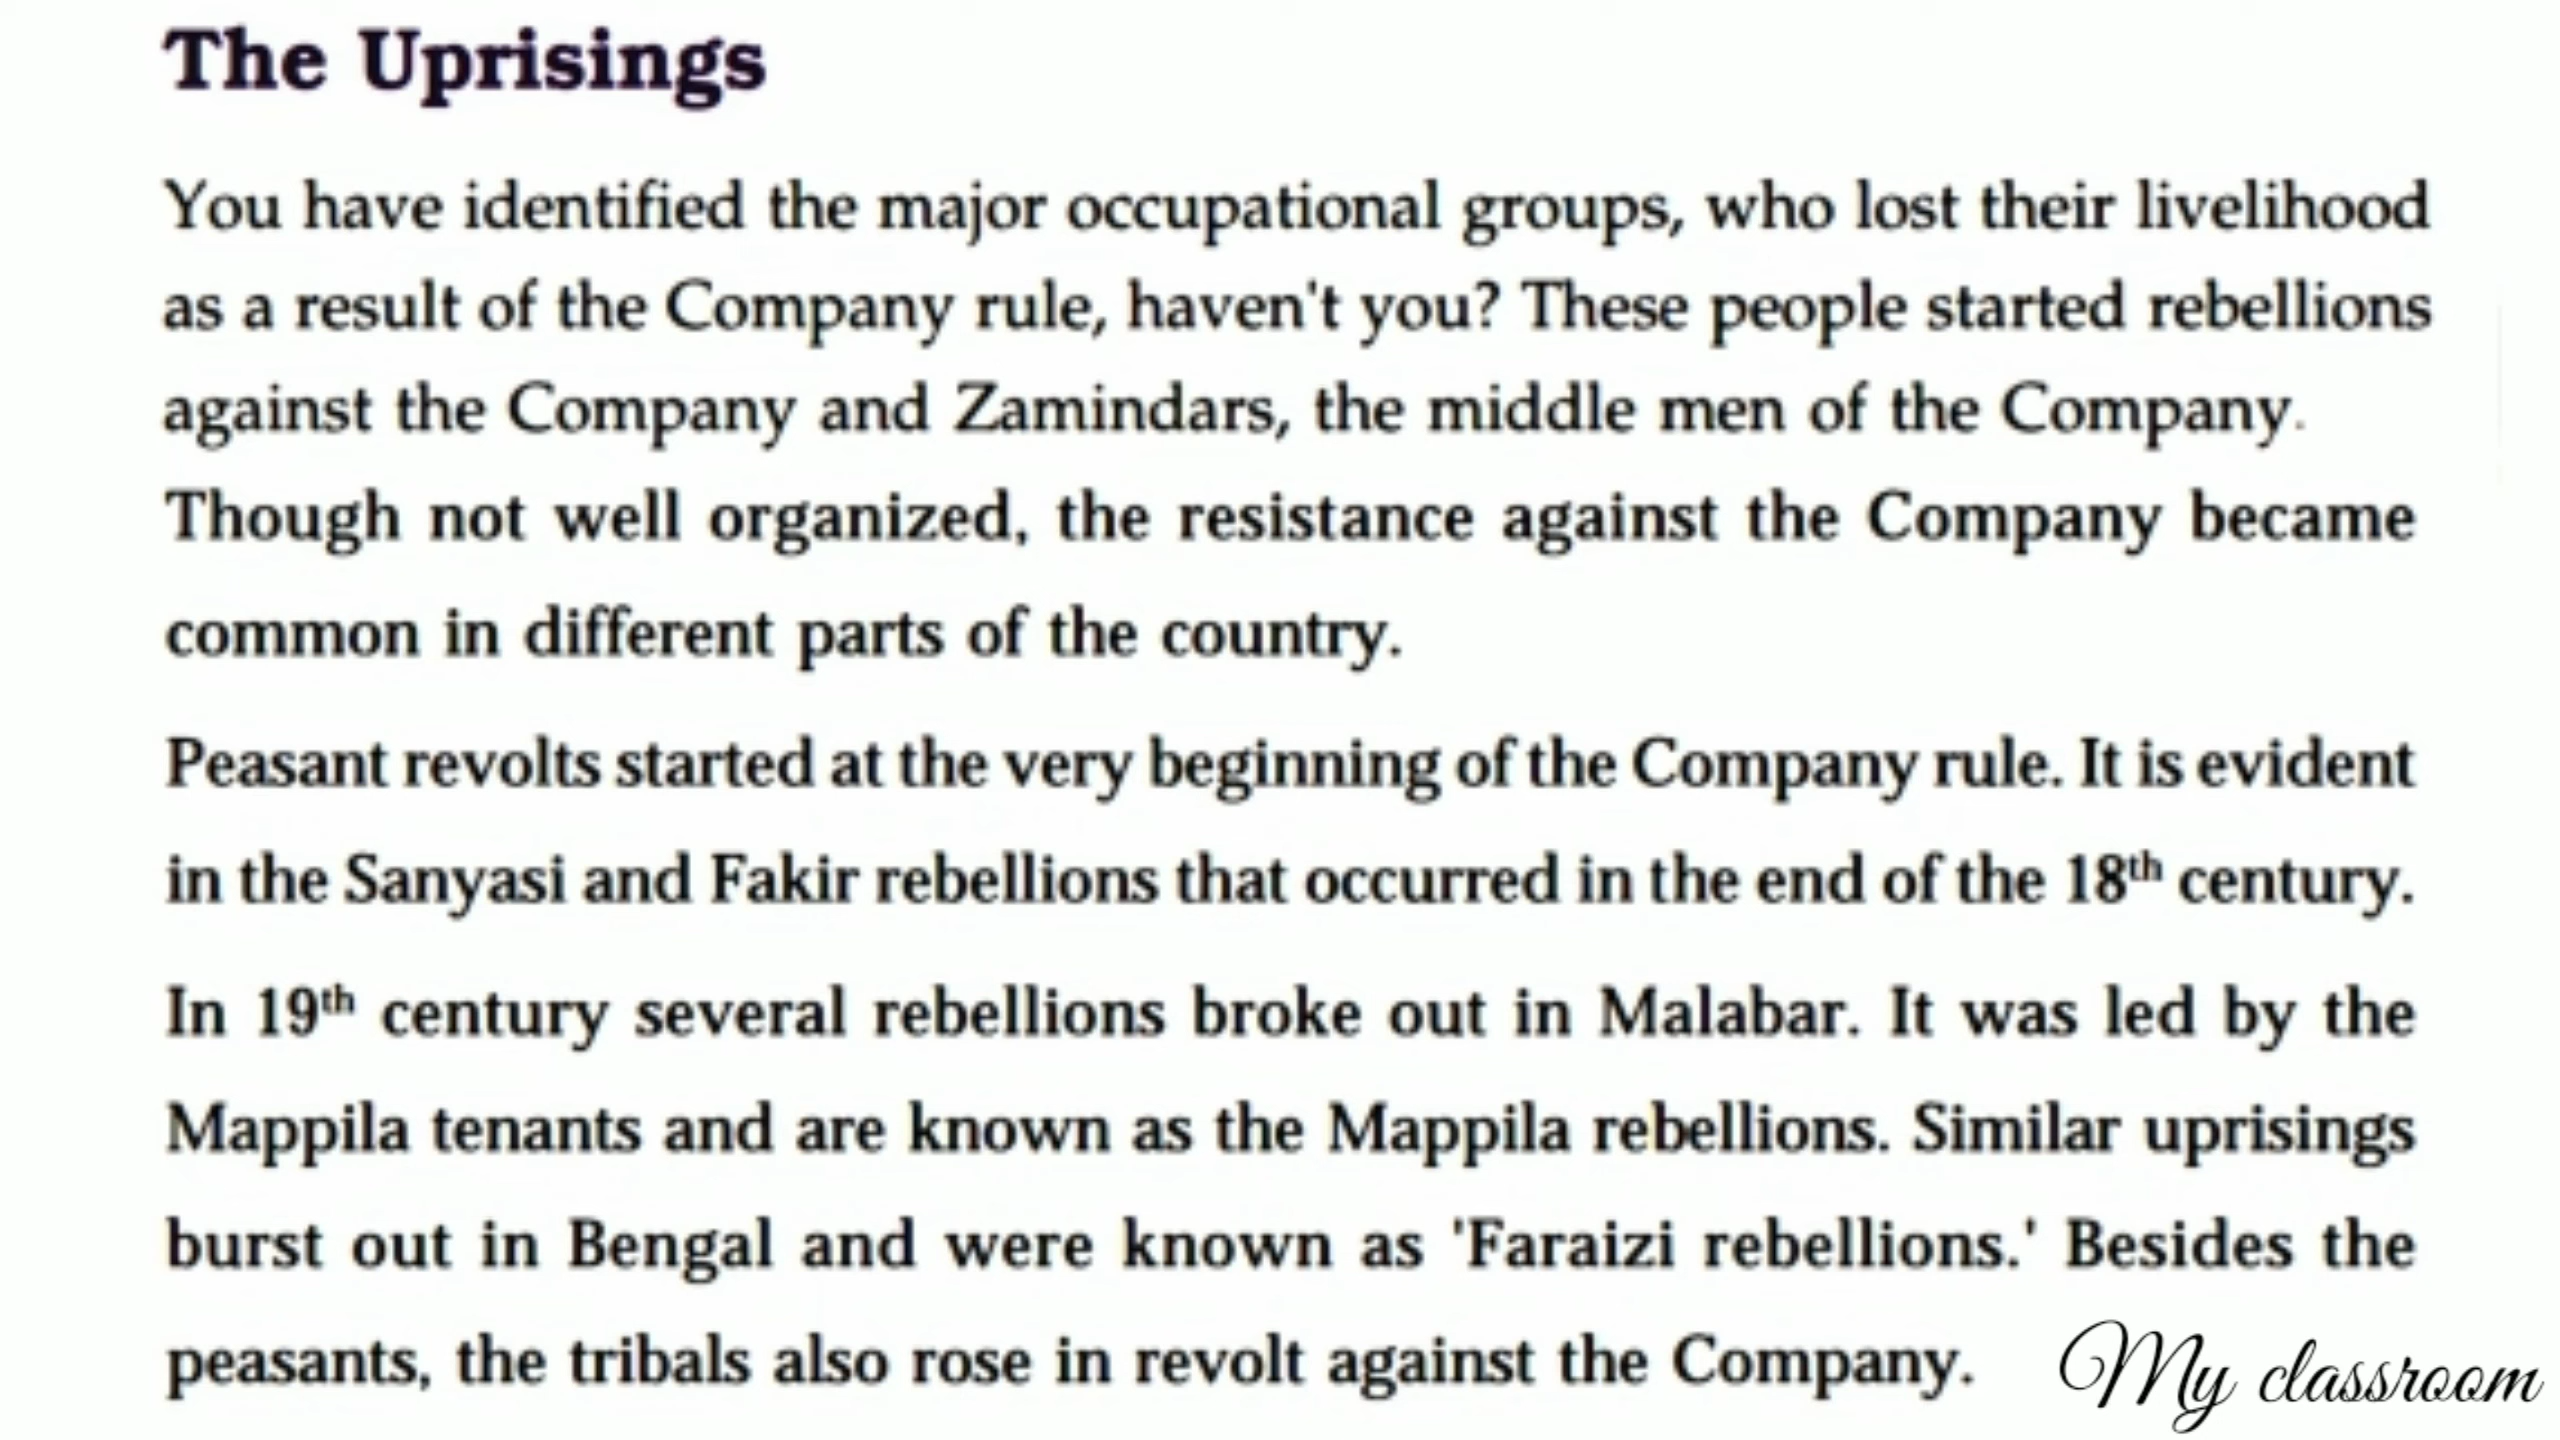 The Uprisings
You have identified the major occupational groups, who lost their livelihood
as a result of the Company rule, haven't you? These people started rebellions
against the Company and Zamindars, the middle men of the Company.
Though not well organized, the resistance against the Company became
common in different parts of the country.
Peasant revolts started at the very beginning of the Company rule. It is evident
in the Sanyasi and Fakir rebellions that occurred in the end of the 18th century.
In 19th century several rebellions broke out in Malabar. It was led by the
Mappila tenants and are known as the Mappila rebellions. Similar uprisings
burst out in Bengal and were known as 'Faraizi rebellions.' Besides the
peasants, the tribals also rose in revolt against the Company.
My classroom